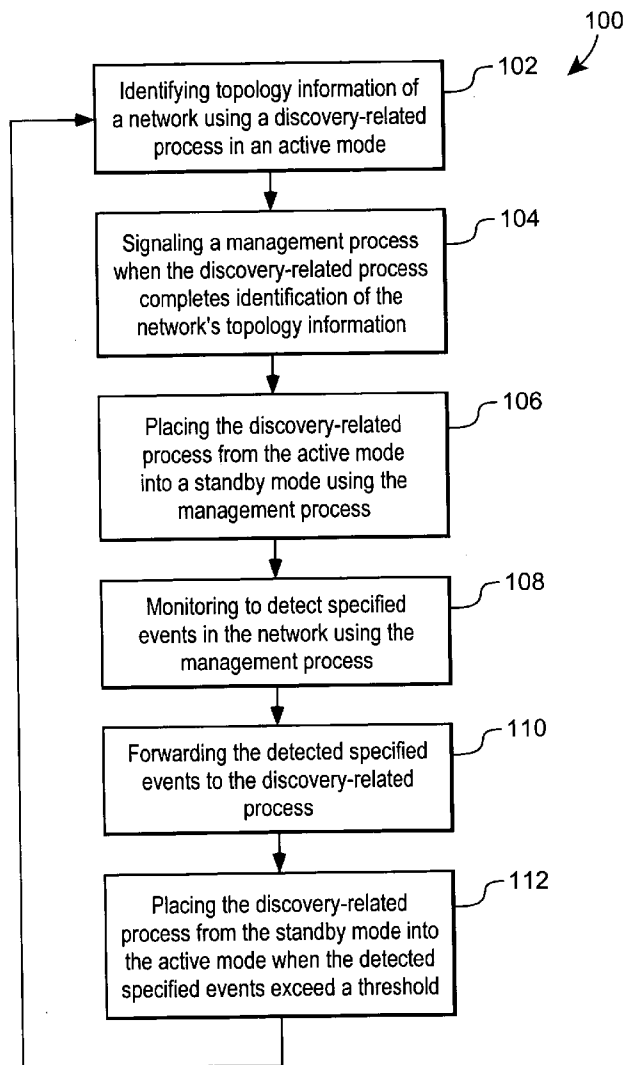 100
102
Identifying topology information of
a network using a discovery-related
process in an active mode
104
Signaling a management process
when the discovery-related process
completes identification of the
network's topology information
106
Placing the discovery-related
process from the active mode
into a standby mode using the
management process
108
Monitoring to detect specified
events in the network using the
management process
110
Forwarding the detected specified
events to the discovery-related
process
112
Placing the discovery-related
process from the standby mode into
the active mode when the detected
specified events exceed a threshold